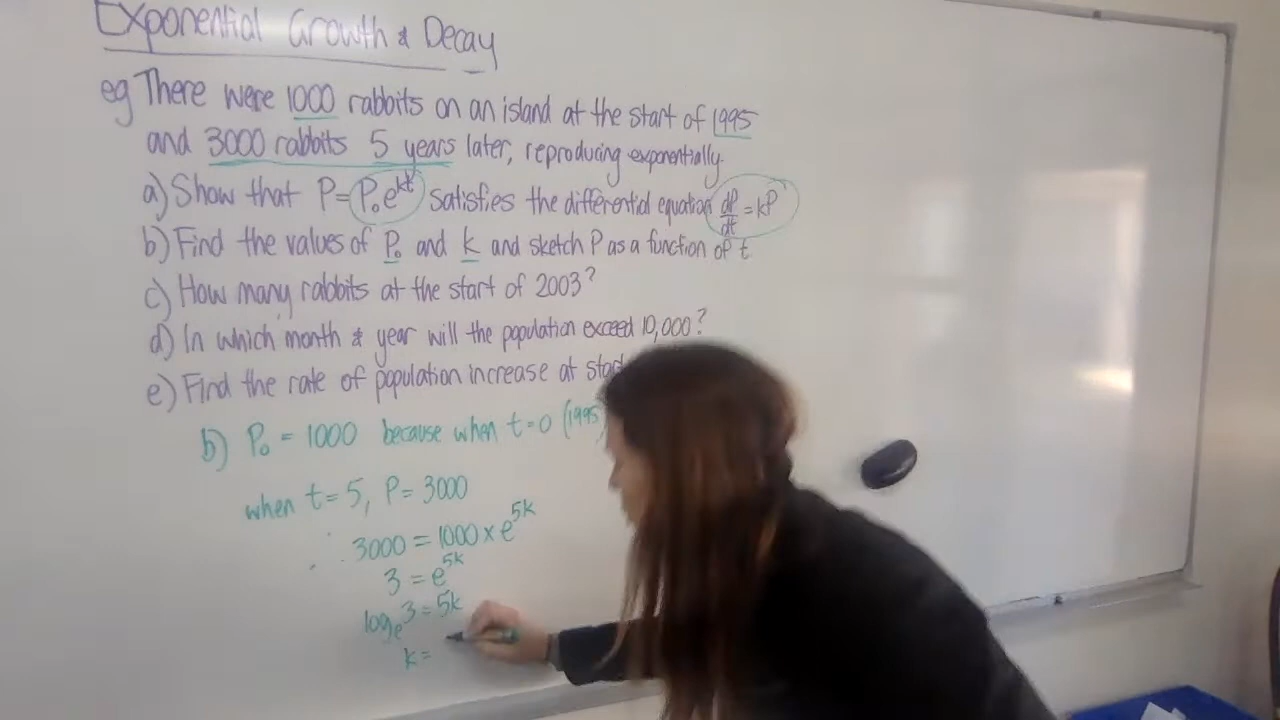 Exponential Growth & Decay
eg There were 1000 rabbits on an island at the start of 1995
and 3000 rabbits 5 years later, reproducing exponentially.
a) Show that P=P₀e^kt satisfies the differential equation dP/dt = kP
b) Find the values of P₀ and k and sketch P as a function of t
c) How many rabbits at the start of 2003?
d) In which month & year will the population exceed 10,000?
e) Find the rate of population increase at
b) P₀ = 1000 because when t=0 (1995
when t=5, P=3000
∴ 3000 = 1000 × e^5k
3 = e^5k
logₑ3 = 5k
k =